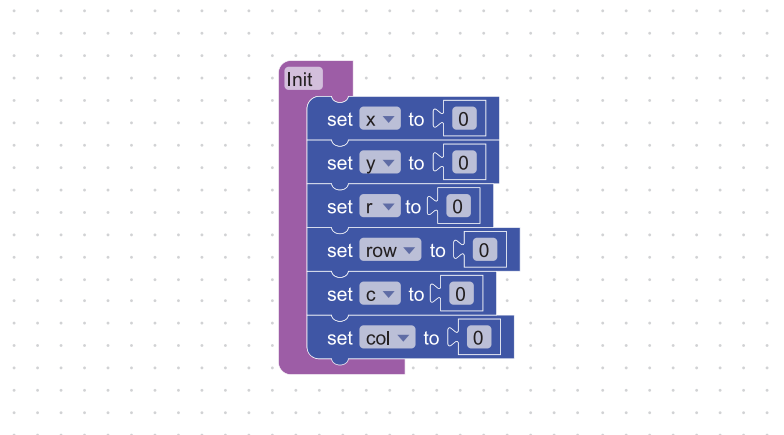 Init
set x to 0
set y to 0
set r to 0
set row to 0
set c to 0
set col to 0